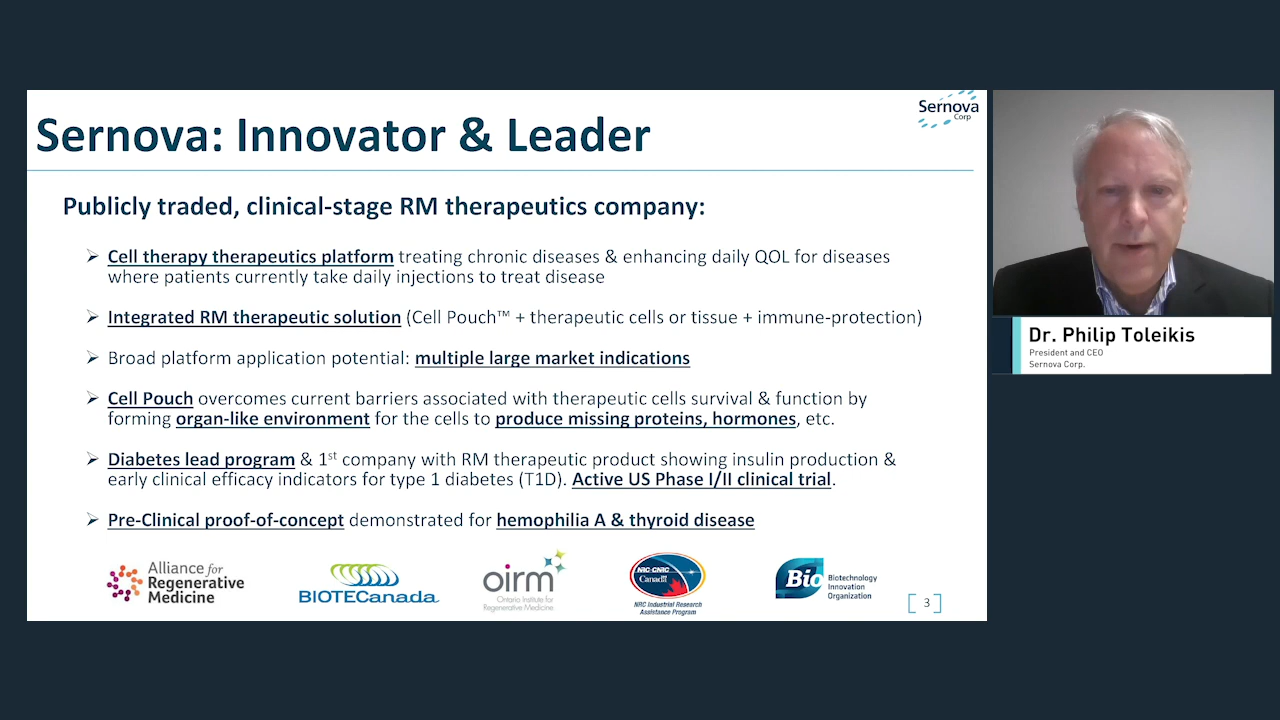 Sernova
Corp
Sernova: Innovator & Leader
Publicly traded, clinical-stage RM therapeutics company:
➢ Cell therapy therapeutics platform treating chronic diseases & enhancing daily QOL for diseases
where patients currently take daily injections to treat disease
➢ Integrated RM therapeutic solution (Cell Pouch™ + therapeutic cells or tissue + immune-protection)
➢ Broad platform application potential: multiple large market indications
➢ Cell Pouch overcomes current barriers associated with therapeutic cells survival & function by
forming organ-like environment for the cells to produce missing proteins, hormones, etc.
➢ Diabetes lead program & 1st company with RM therapeutic product showing insulin production &
early clinical efficacy indicators for type 1 diabetes (T1D). Active US Phase I/II clinical trial.
➢ Pre-Clinical proof-of-concept demonstrated for hemophilia A & thyroid disease
Alliance for
Regenerative
Medicine
BIOTECanada
oirm
Ontario Institute for
Regenerative Medicine
NRC·CNRC
Canada
NRC Industrial Research
Assistance Program
Bio
Biotechnology
Innovation
Organization
3
Dr. Philip Toleikis
President and CEO
Sernova Corp.